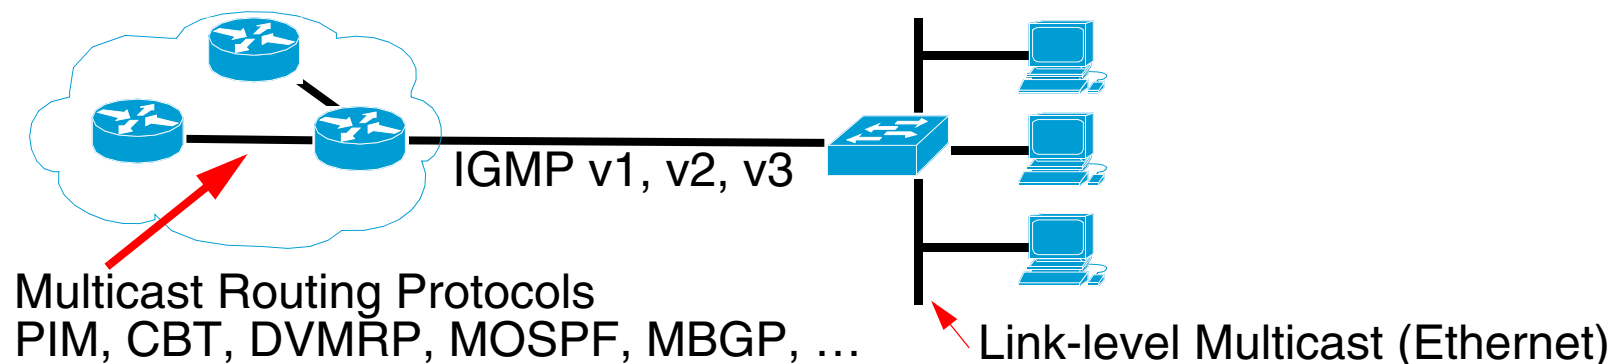 IGMP v1, v2, v3
Multicast Routing Protocols
PIM, CBT, DVMRP, MOSPF, MBGP, …
Link-level Multicast (Ethernet)